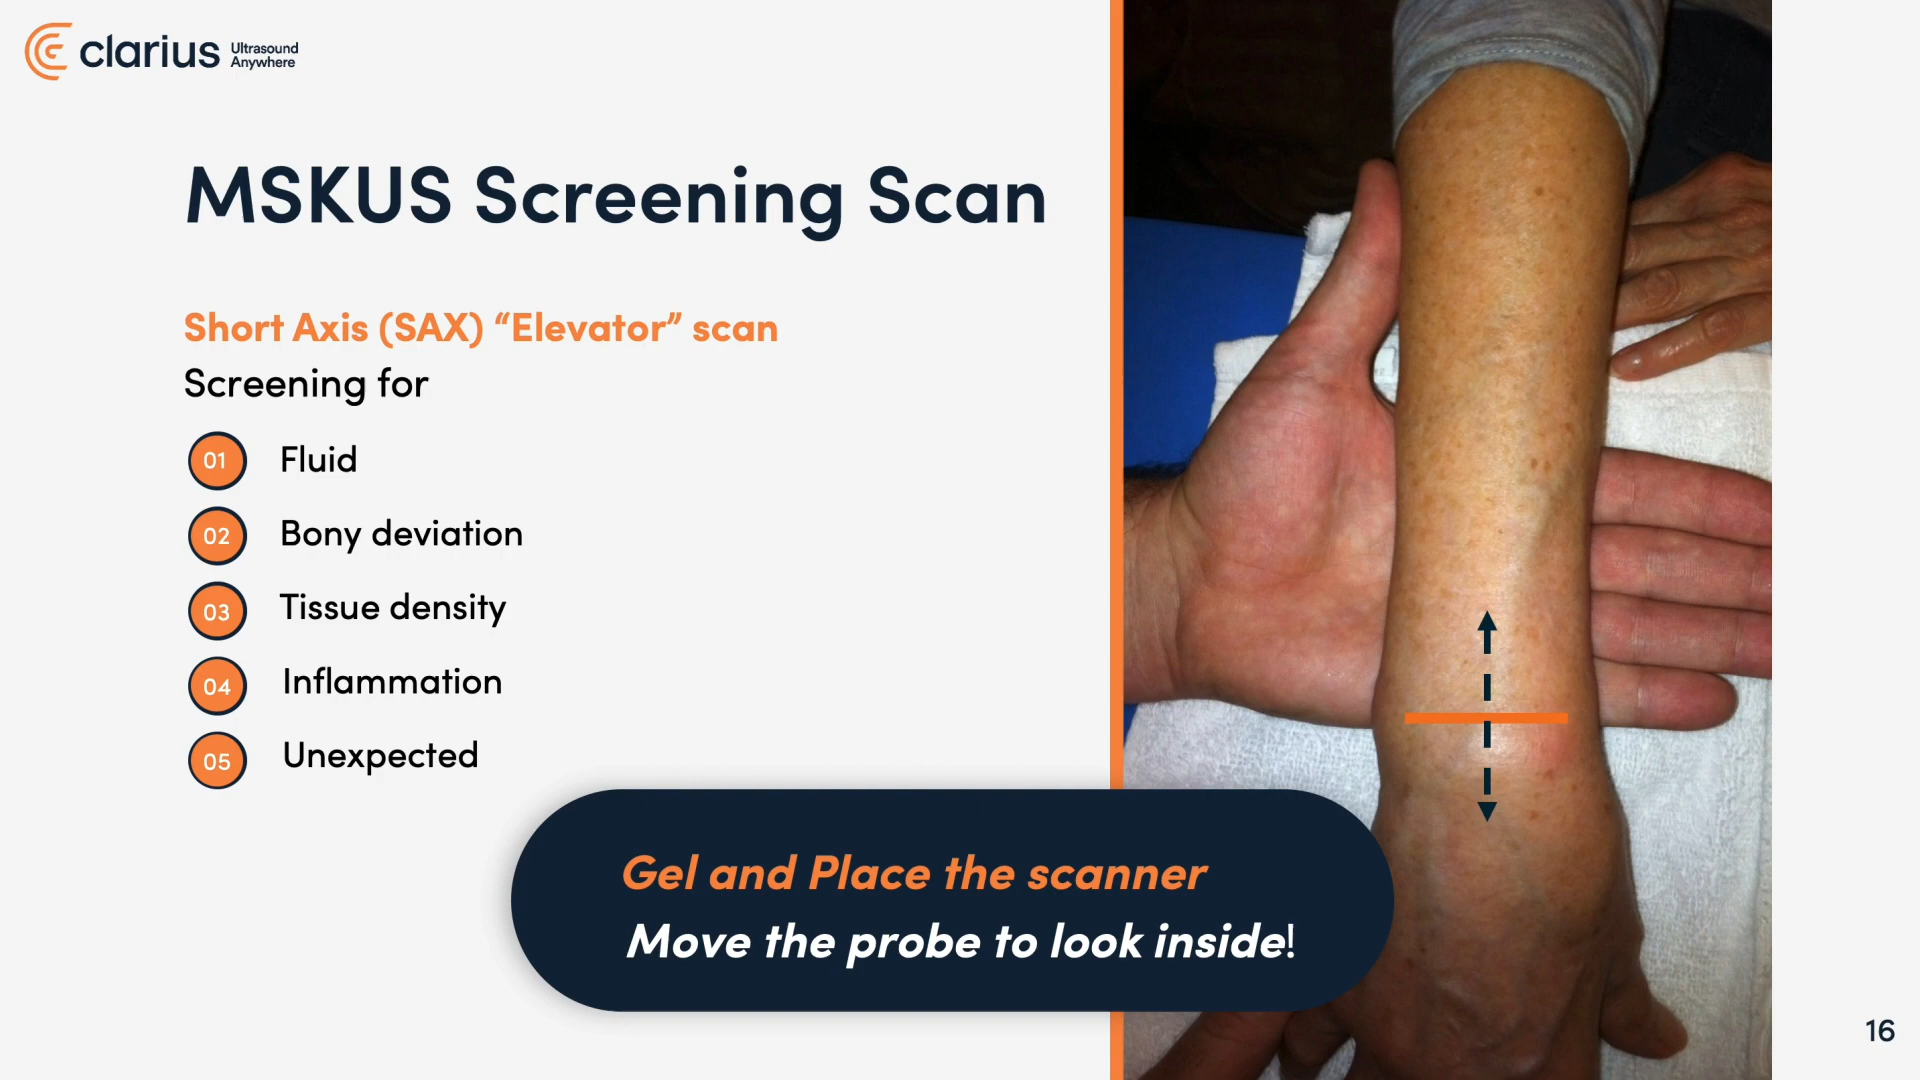 clarius Ultrasound
Anywhere
MSKUS Screening Scan
Short Axis (SAX) “Elevator” scan
Screening for
01 Fluid
02 Bony deviation
03 Tissue density
04 Inflammation
05 Unexpected
Gel and Place the scanner
Move the probe to look inside!
16